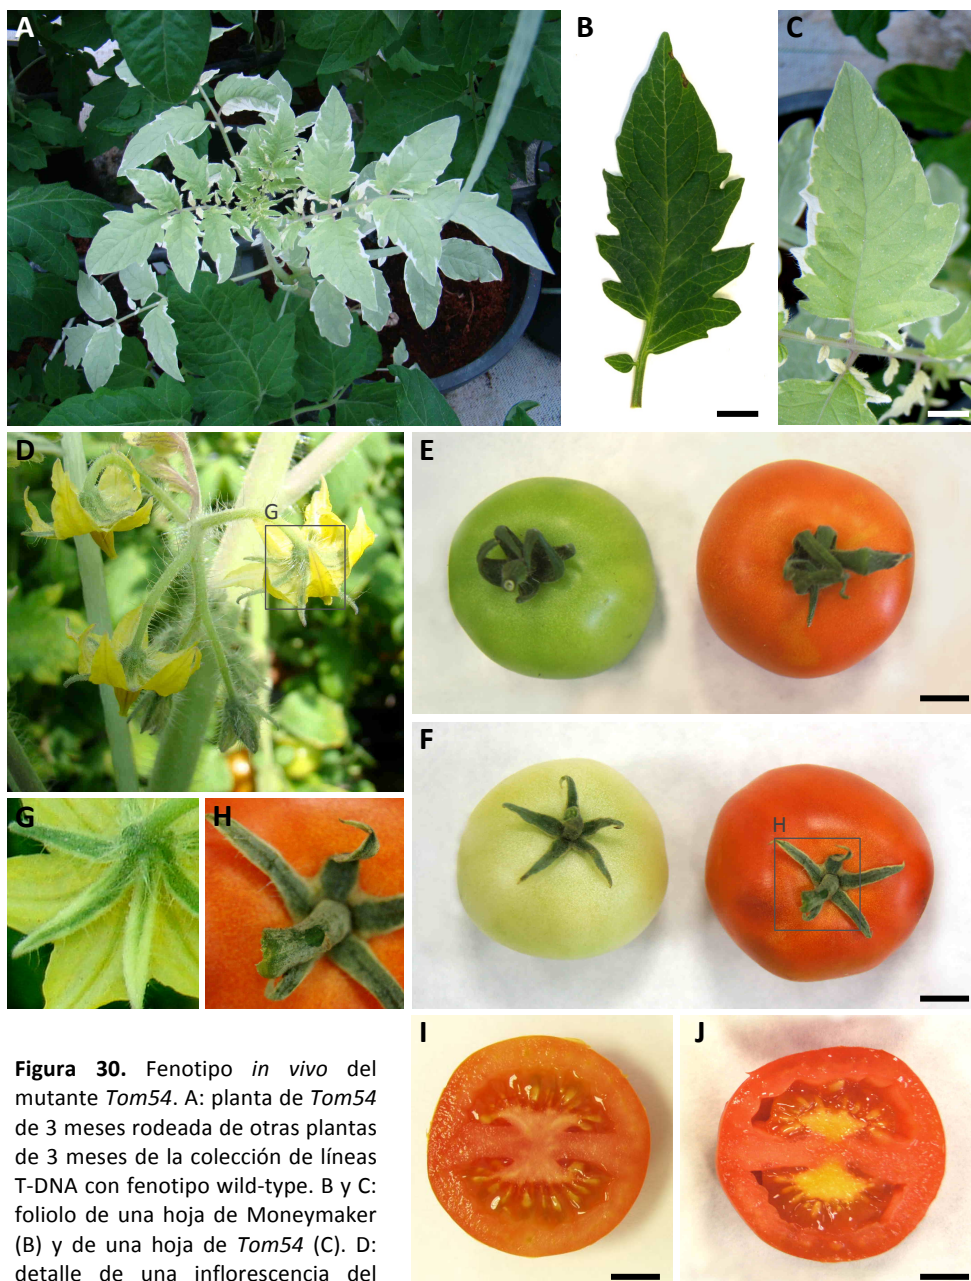 A
B
C
D
G
E
F
H
G
H
I
J
Figura 30. Fenotipo in vivo del
mutante Tom54. A: planta de Tom54
de 3 meses rodeada de otras plantas
de 3 meses de la colección de líneas
T-DNA con fenotipo wild-type. B y C:
foliolo de una hoja de Moneymaker
(B) y de una hoja de Tom54 (C). D:
detalle de una inflorescencia del